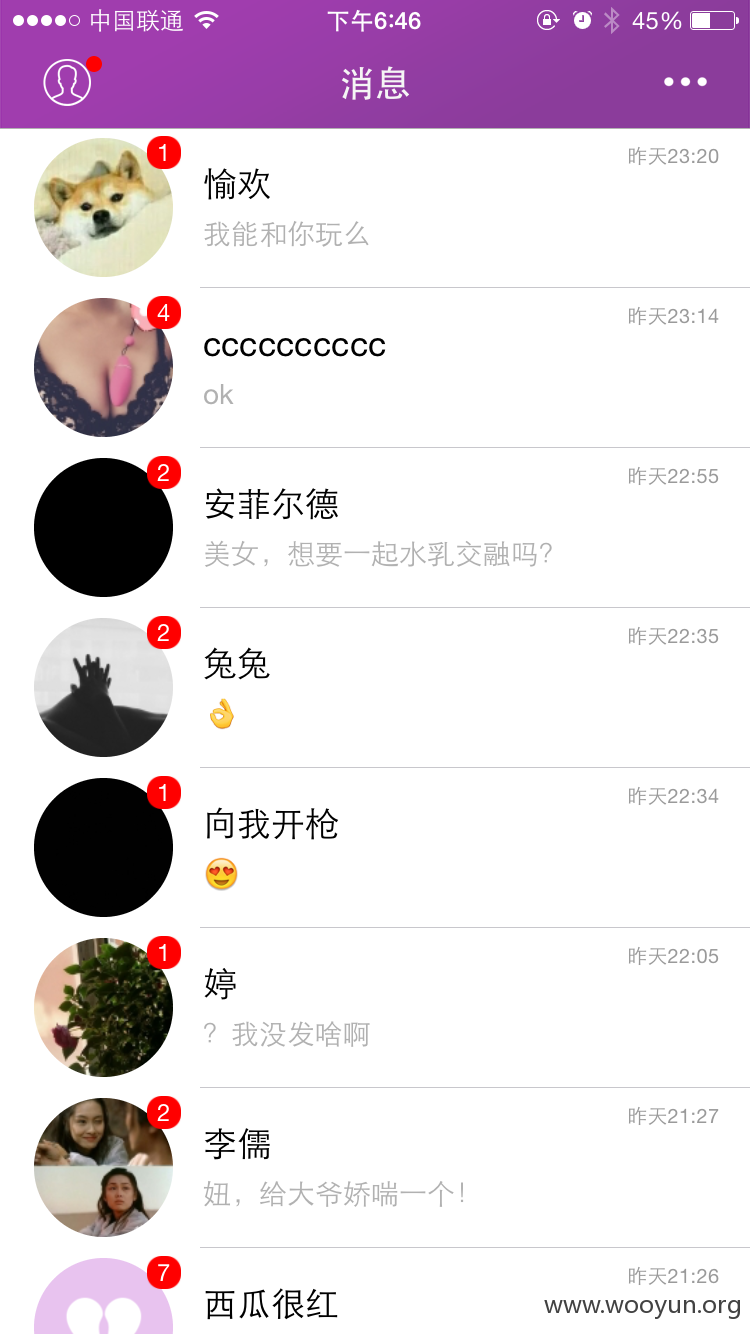 中国联通 下午6:46 45%
消息
1
昨天23:20
愉欢
我能和你玩么
4
昨天23:14
cccccccccc
ok
2
昨天22:55
安菲尔德
美女，想要一起水乳交融吗？
2
昨天22:35
兔兔
👌
1
昨天22:34
向我开枪
😍
1
昨天22:05
婷
？我没发啥啊
2
昨天21:27
李儒
妞，给大爷娇喘一个！
7
昨天21:26
西瓜很红
www.wooyun.org